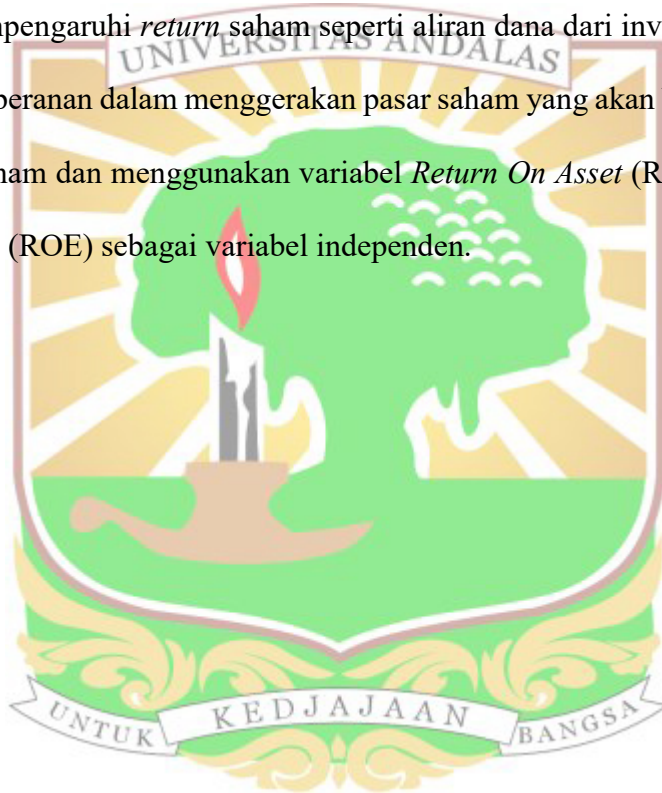 pengaruhi return saham seperti aliran dana dari inv
UNIVERSITAS ANDALAS
peranan dalam menggerakan pasar saham yang akan
ham dan menggunakan variabel Return On Asset (R
(ROE) sebagai variabel independen.
UNTUK KEDJAJAAN BANGSA